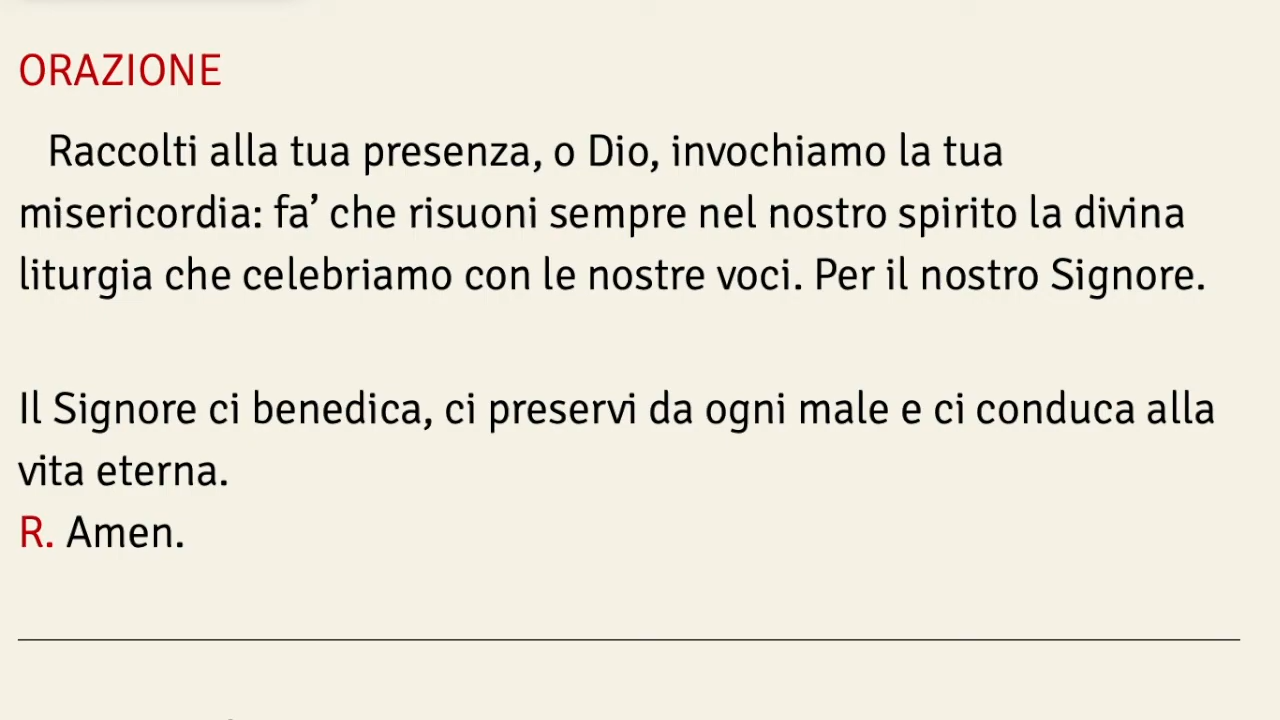 ORAZIONE
Raccolti alla tua presenza, o Dio, invochiamo la tua
misericordia: fa’ che risuoni sempre nel nostro spirito la divina
liturgia che celebriamo con le nostre voci. Per il nostro Signore.
Il Signore ci benedica, ci preservi da ogni male e ci conduca alla
vita eterna.
R. Amen.